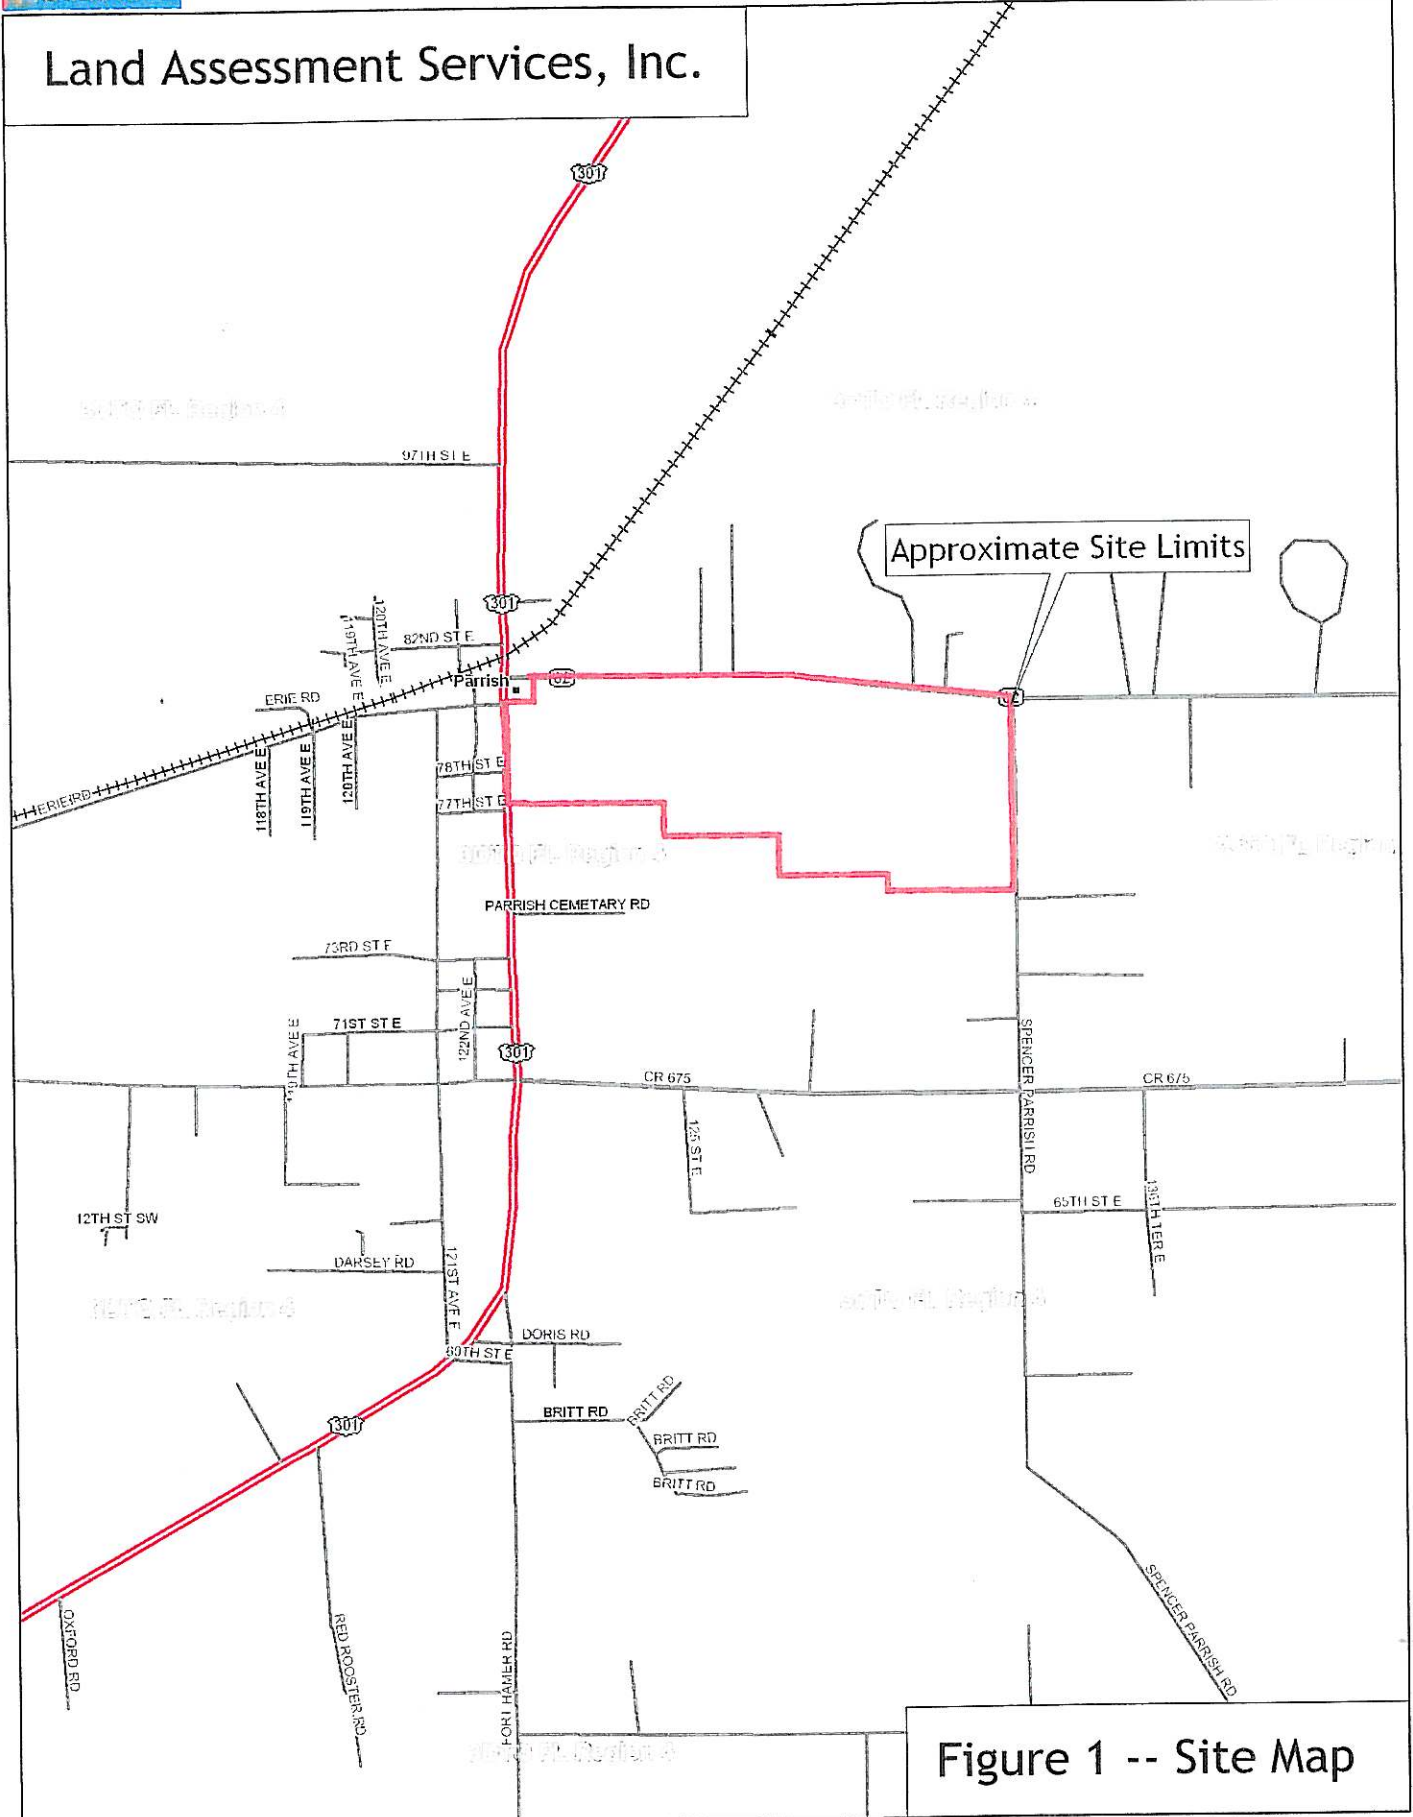 Land Assessment Services, Inc.
301
97TH ST E
Approximate Site Limits
120TH AVE E
119TH AVE E
301
82ND ST E
Parrish
62
62
ERIE RD
118TH AVE E
119TH AVE E
120TH AVE E
ERIE RD
78TH ST E
77TH ST E
PARRISH CEMETARY RD
73RD ST E
122ND AVE E
71ST ST E
301
SPENCER PARRISH RD
CR 675
CR 675
125 ST E
12TH ST SW
65TH ST E
136TH TER E
DARSEY RD
121ST AVE E
DORIS RD
BRITT RD
BRITT RD
BRITT RD
BRITT RD
301
OXFORD RD
RED ROOSTER RD
FORT HAMER RD
SPENCER PARRISH RD
Figure 1 -- Site Map